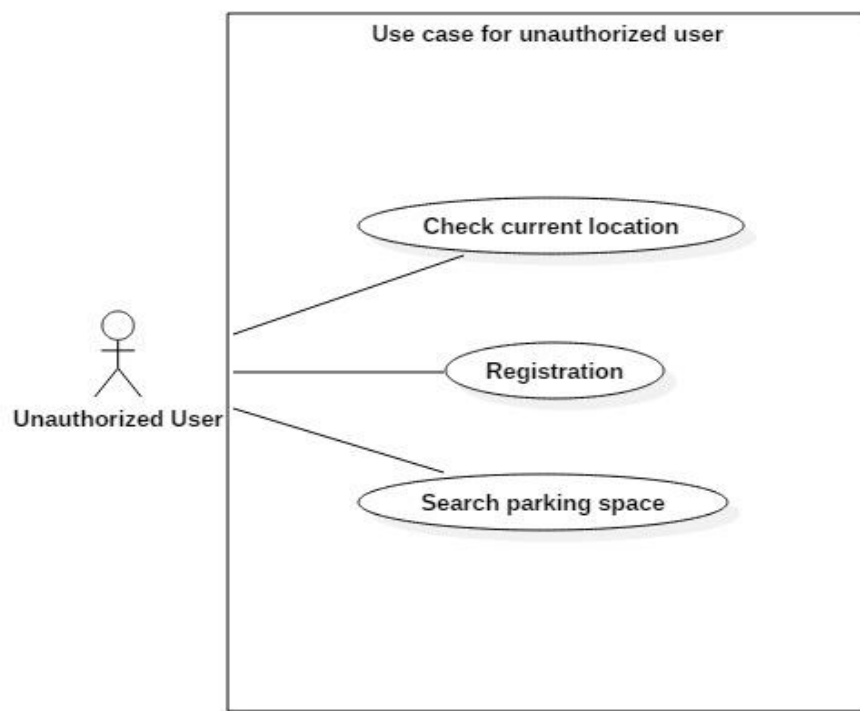 Use case for unauthorized user
Check current location
Registration
Unauthorized User
Search parking space